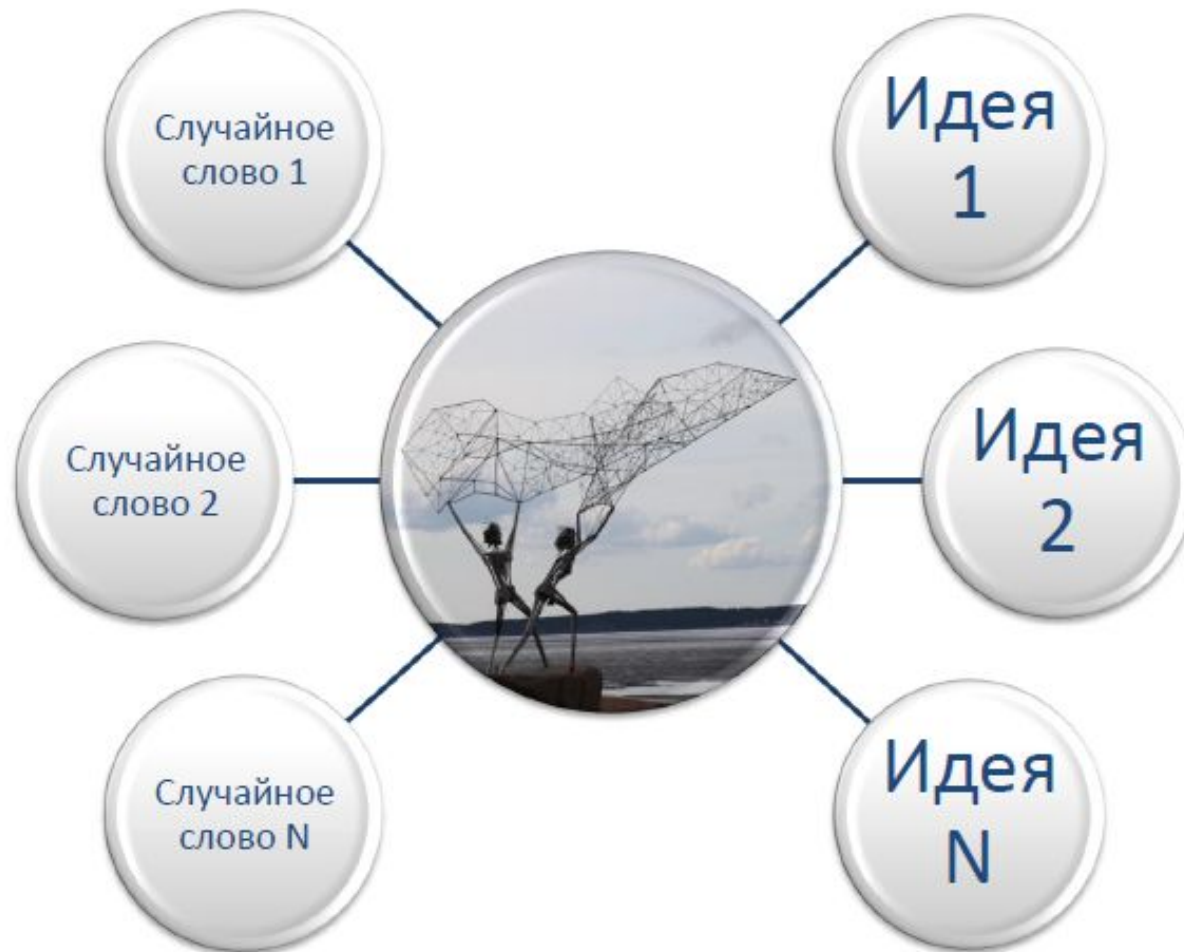 Случайное
слово 1
Идея
1
Случайное
слово 2
Идея
2
Случайное
слово N
Идея
N